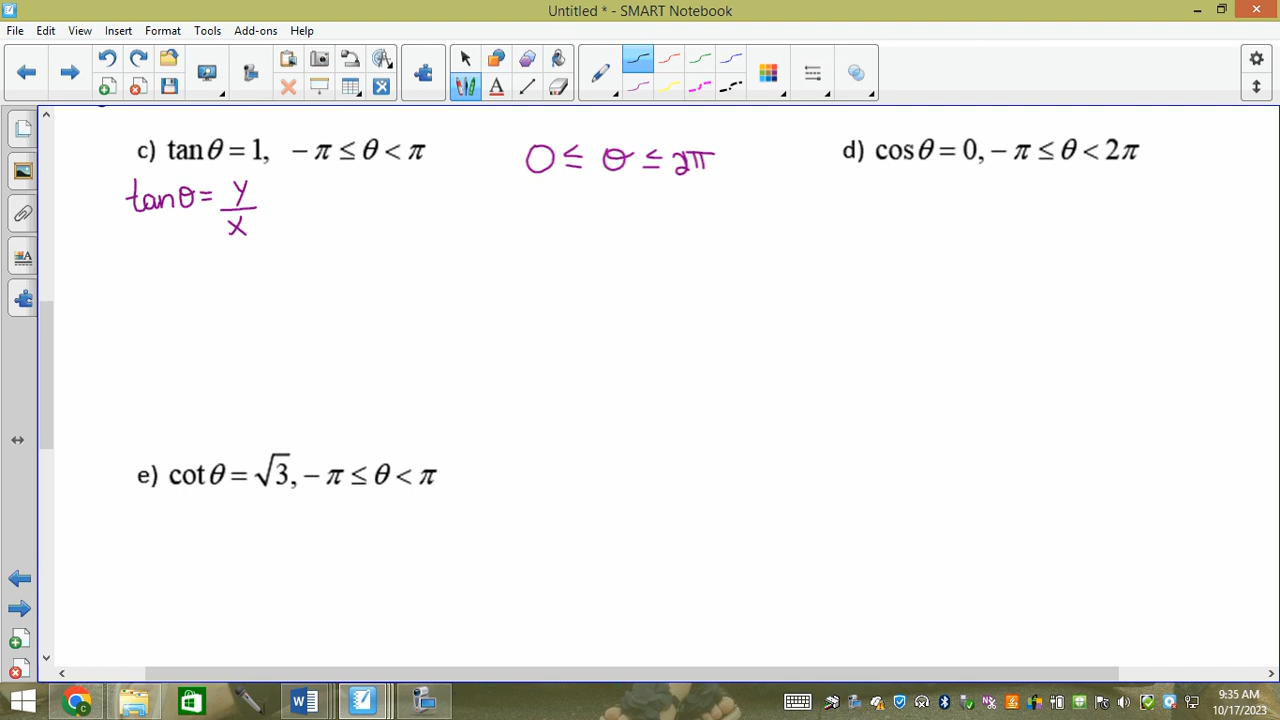 Untitled * - SMART Notebook
File Edit View Insert Format Tools Add-ons Help
c) tan θ = 1, − π ≤ θ < π
0 ≤ θ ≤ 2π
d) cos θ = 0, − π ≤ θ < 2π
tanθ = y/x
e) cot θ = √3, − π ≤ θ < π
9:35 AM
10/17/2023